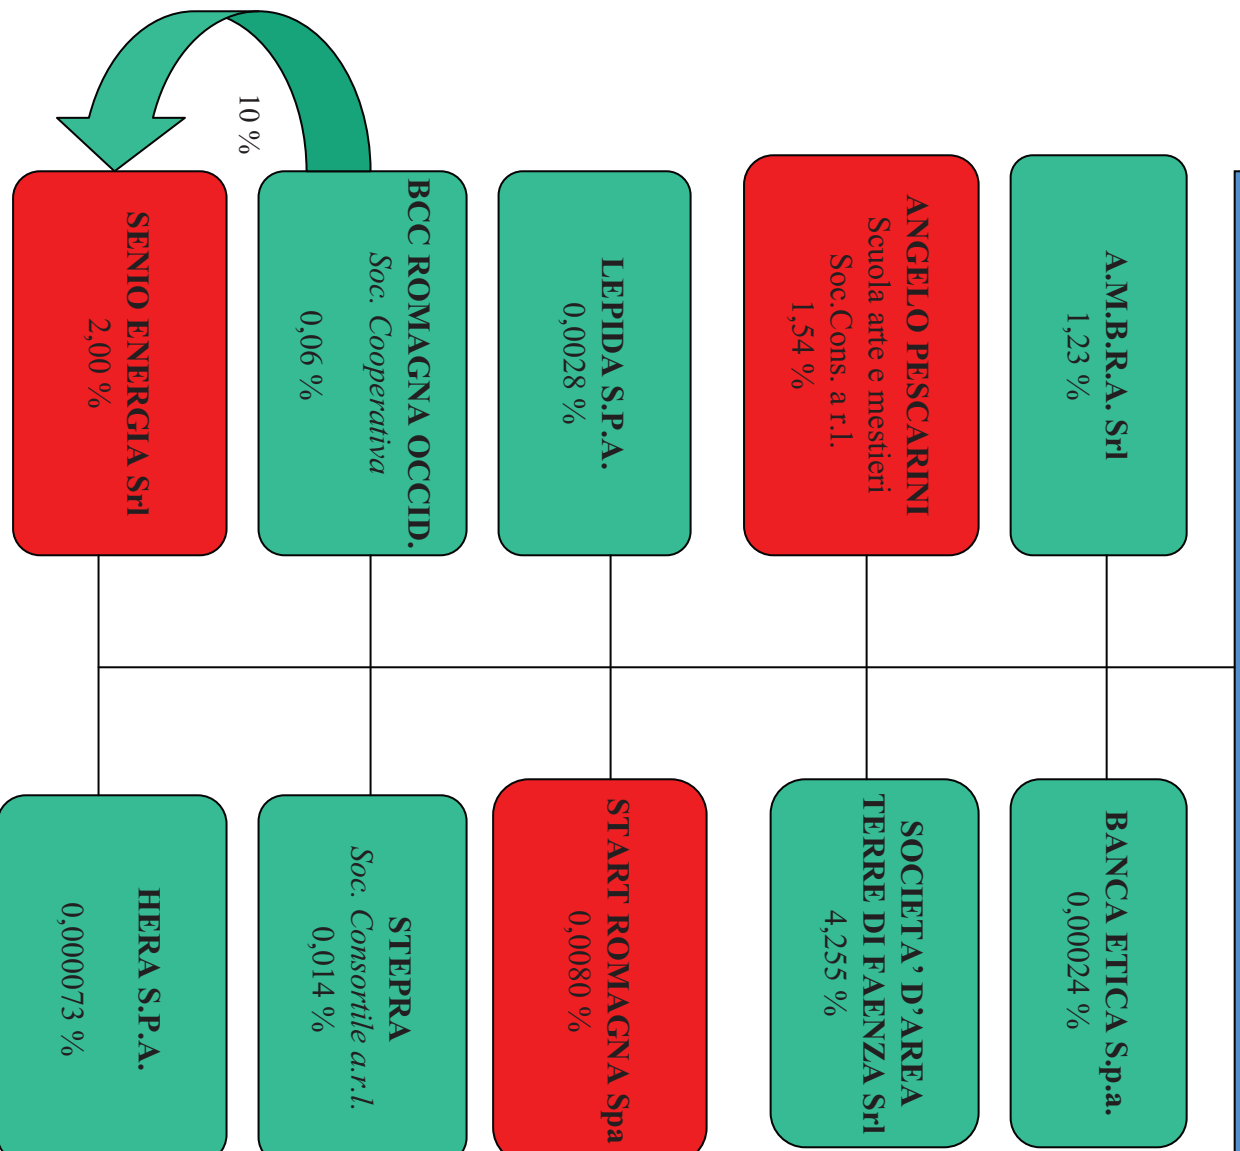 A.M.B.R.A. Srl
1,23 %
BANCA ETICA S.p.a.
0,000024 %
ANGELO PESCARINI
Scuola arte e mestieri
Soc.Cons. a r.l.
1,54 %
SOCIETA’ D’AREA
TERRE DI FAENZA Srl
4,255 %
LEPIDA S.P.A.
0,0028 %
START ROMAGNA Spa
0,0080 %
BCC ROMAGNA OCCID.
Soc. Cooperativa
0,06 %
STEPRA
Soc. Consortile a.r.l.
0,014 %
10 %
SENIO ENERGIA Srl
2,00 %
HERA S.P.A.
0,000073 %